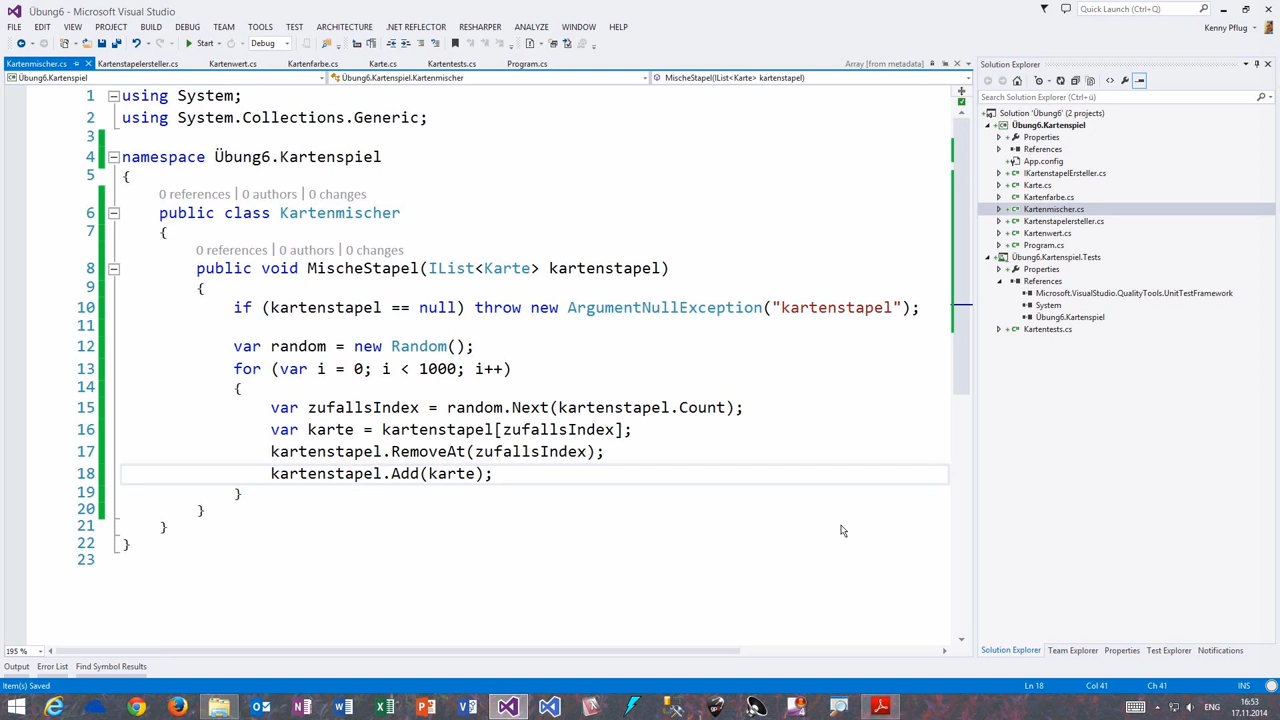 Übung6 - Microsoft Visual Studio
Quick Launch (Ctrl+Q)
FILE EDIT VIEW PROJECT BUILD DEBUG TEAM TOOLS TEST ARCHITECTURE .NET REFLECTOR RESHARPER ANALYZE WINDOW HELP
Kenny Pflug
Start Debug
Kartenmischer.cs Kartenstapelersteller.cs Kartenwert.cs Kartenfarbe.cs Karte.cs Kartentests.cs Program.cs Array [from metadata]
Übung6.Kartenspiel Übung6.Kartenspiel.Kartenmischer MischeStapel(IList<Karte> kartenstapel)
1 using System;
2 using System.Collections.Generic;
3
4 namespace Übung6.Kartenspiel
5 {
0 references | 0 authors | 0 changes
6 public class Kartenmischer
7 {
0 references | 0 authors | 0 changes
8 public void MischeStapel(IList<Karte> kartenstapel)
9 {
10 if (kartenstapel == null) throw new ArgumentNullException("kartenstapel");
11
12 var random = new Random();
13 for (var i = 0; i < 1000; i++)
14 {
15 var zufallsIndex = random.Next(kartenstapel.Count);
16 var karte = kartenstapel[zufallsIndex];
17 kartenstapel.RemoveAt(zufallsIndex);
18 kartenstapel.Add(karte);
19 }
20 }
21 }
22 }
23
195 %
Output Error List Find Symbol Results
Solution Explorer
Search Solution Explorer (Ctrl+ü)
Solution 'Übung6' (2 projects)
Übung6.Kartenspiel
Properties
References
App.config
IKartenstapelErsteller.cs
Karte.cs
Kartenfarbe.cs
Kartenmischer.cs
Kartenstapelersteller.cs
Kartenwert.cs
Program.cs
Übung6.Kartenspiel.Tests
Properties
References
Microsoft.VisualStudio.QualityTools.UnitTestFramework
System
Übung6.Kartenspiel
Kartentests.cs
Solution Explorer Team Explorer Properties Test Explorer Notifications
Item(s) Saved Ln 18 Col 41 Ch 41 INS
ENG 16:53
17.11.2014